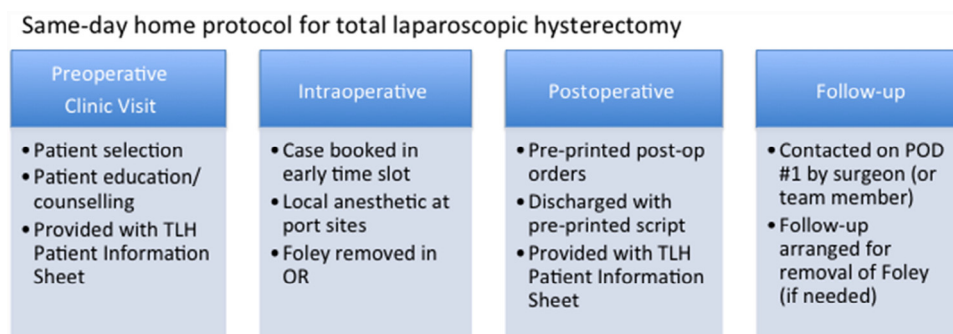 Same-day home protocol for total laparoscopic hysterectomy
Preoperative
Clinic Visit
• Patient selection
• Patient education/
counselling
• Provided with TLH
Patient Information
Sheet
Intraoperative
• Case booked in
early time slot
• Local anesthetic at
port sites
• Foley removed in
OR
Postoperative
• Pre-printed post-op
orders
• Discharged with
pre-printed script
• Provided with TLH
Patient Information
Sheet
Follow-up
• Contacted on POD
#1 by surgeon (or
team member)
• Follow-up
arranged for
removal of Foley
(if needed)